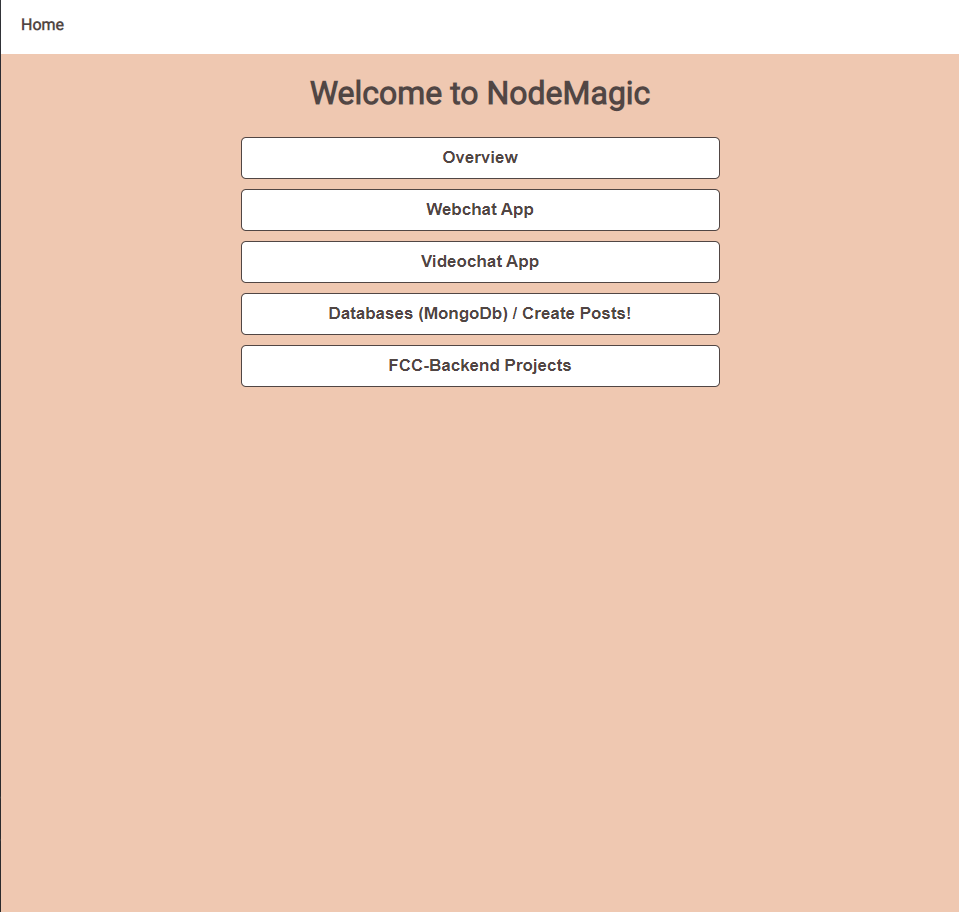 Home
Welcome to NodeMagic
Overview
Webchat App
Videochat App
Databases (MongoDb) / Create Posts!
FCC-Backend Projects